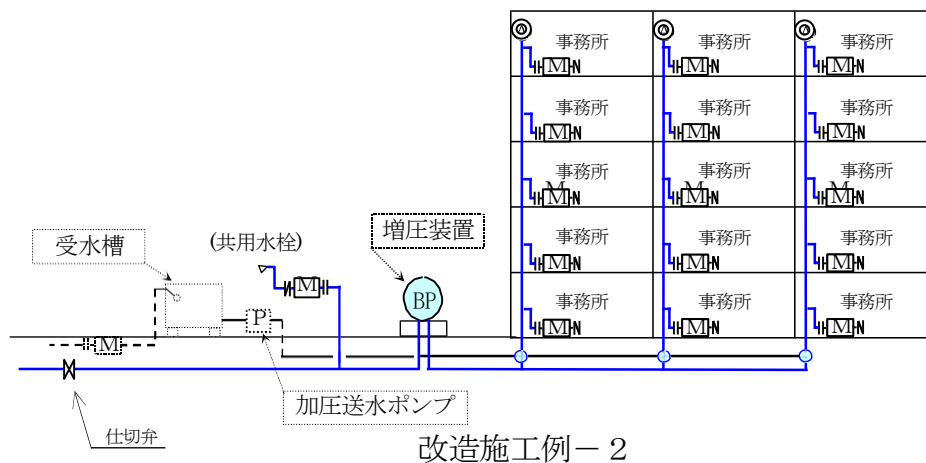 事務所 事務所 事務所
M N M N M N
事務所 事務所 事務所
M N M N M N
事務所 事務所 事務所
M N M N M N
事務所 事務所 事務所
M N M N M N
事務所 事務所 事務所
M N M N M N
受水槽
(共用水栓)
増圧装置
M
BP
P
M
加圧送水ポンプ
仕切弁
改造施工例－２